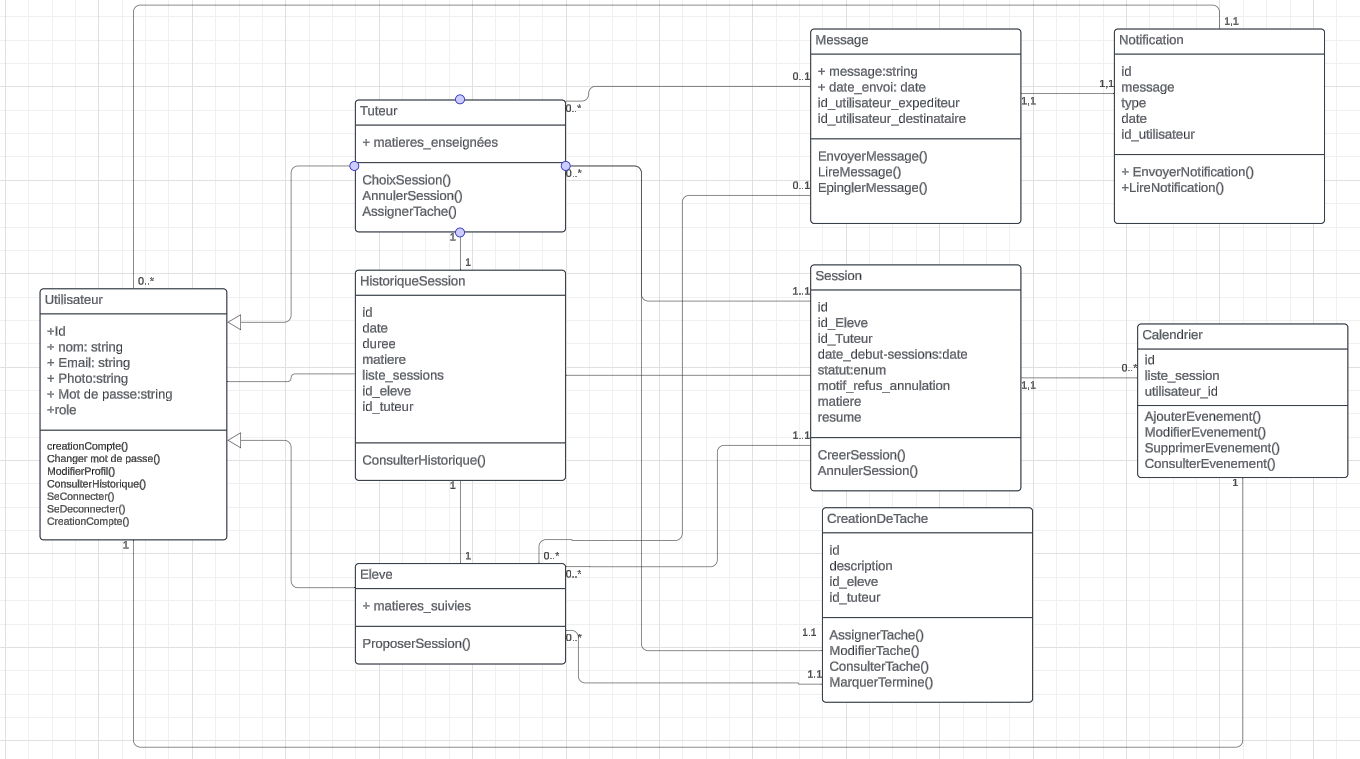 1,1
Message
+ message:string
+ date_envoi: date
id_utilisateur_expediteur
id_utilisateur_destinataire
EnvoyerMessage()
LireMessage()
EpinglerMessage()
0..1
0..1
1,1
1,1
Notification
id
message
type
date
id_utilisateur
+ EnvoyerNotification()
+LireNotification()
Tuteur
+ matieres_enseignées
ChoixSession()
AnnulerSession()
AssignerTache()
0..*
0..*
1
1
HistoriqueSession
id
date
duree
matiere
liste_sessions
id_eleve
id_tuteur
ConsulterHistorique()
1
1
0..*
Utilisateur
+Id
+ nom: string
+ Email: string
+ Photo:string
+ Mot de passe:string
+role
creationCompte()
Changer mot de passe()
ModifierProfil()
ConsulterHistorique()
SeConnecter()
SeDeconnecter()
CreationCompte()
1
Session
id
id_Eleve
id_Tuteur
date_debut-sessions:date
statut:enum
motif_refus_annulation
matiere
resume
CreerSession()
AnnulerSession()
1..1
1..1
1,1
0..*
Calendrier
id
liste_session
utilisateur_id
AjouterEvenement()
ModifierEvenement()
SupprimerEvenement()
ConsulterEvenement()
1
Eleve
+ matieres_suivies
ProposerSession()
0..*
0..*
0..*
CreationDeTache
id
description
id_eleve
id_tuteur
AssignerTache()
ModifierTache()
ConsulterTache()
MarquerTermine()
1.1
1.1